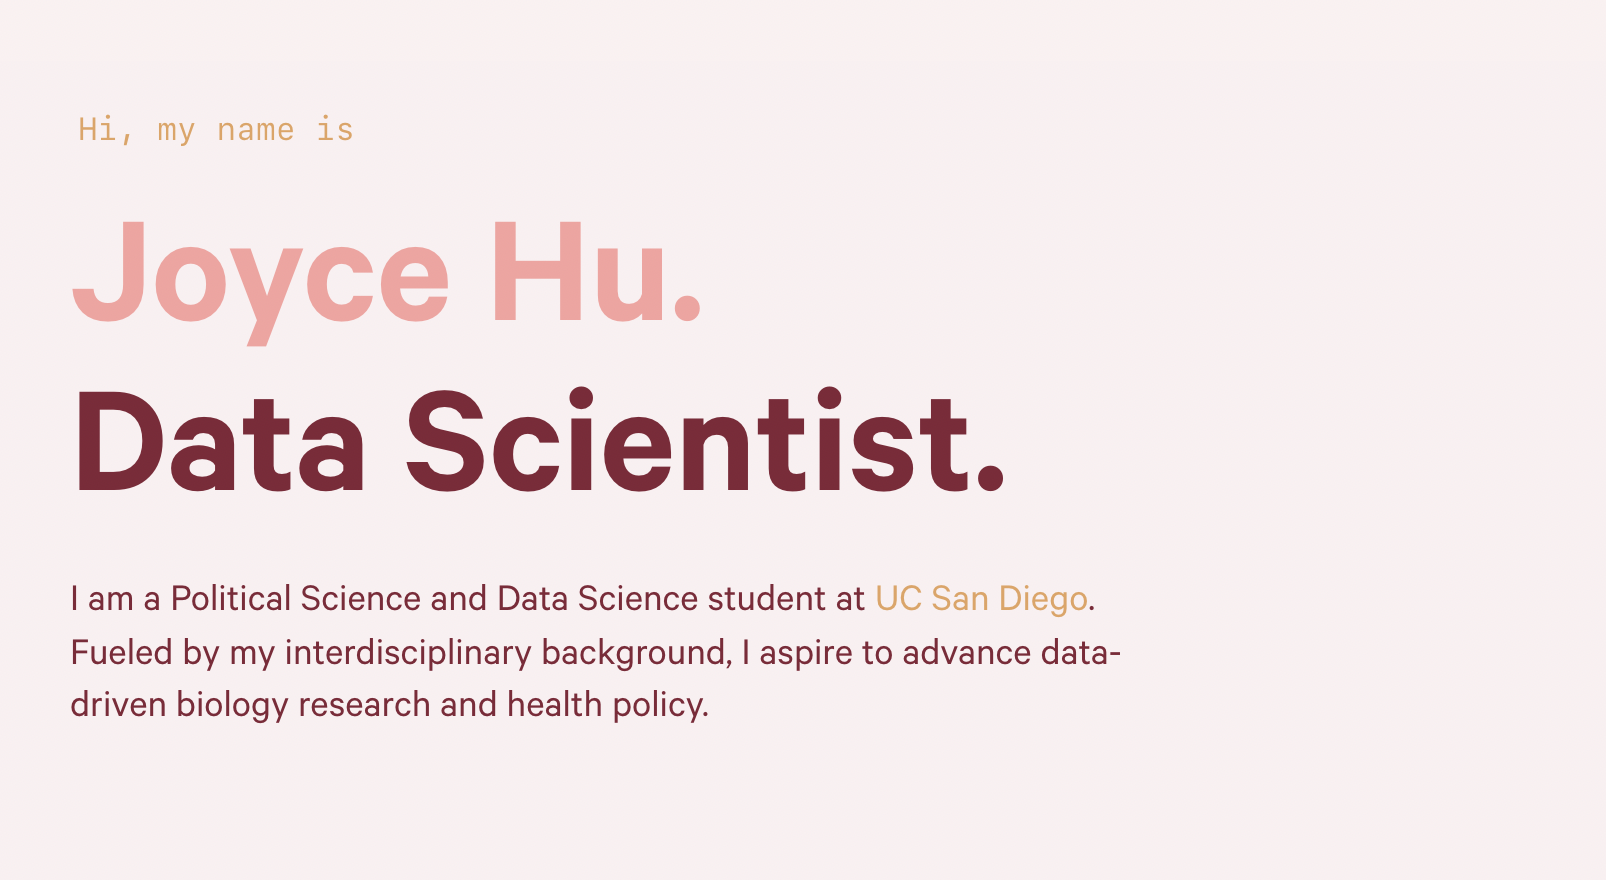 Hi, my name is
Joyce Hu.
Data Scientist.
I am a Political Science and Data Science student at UC San Diego.
Fueled by my interdisciplinary background, I aspire to advance data-
driven biology research and health policy.